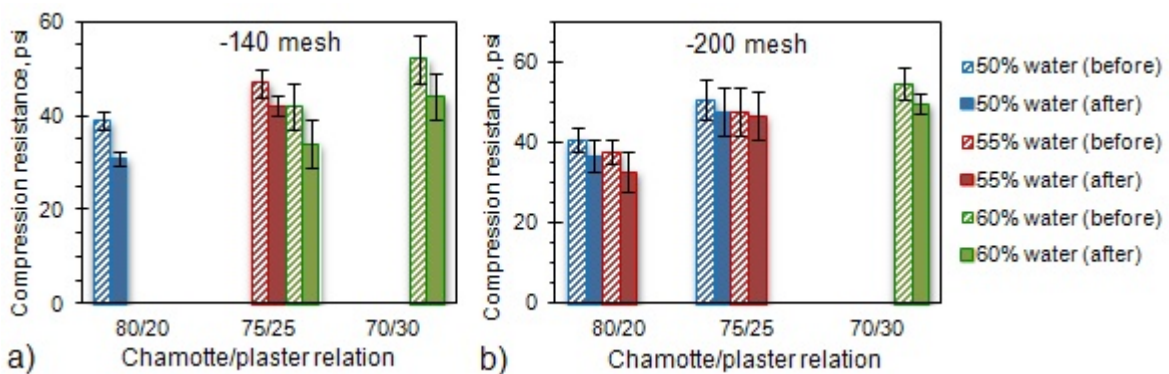 -140 mesh
Compression resistance, psi
60
40
20
0
80/20
75/25
70/30
Chamotte/plaster relation
a)
-200 mesh
Compression resistance, psi
60
40
20
0
80/20
75/25
70/30
Chamotte/plaster relation
b)
50% water (before)
50% water (after)
55% water (before)
55% water (after)
60% water (before)
60% water (after)